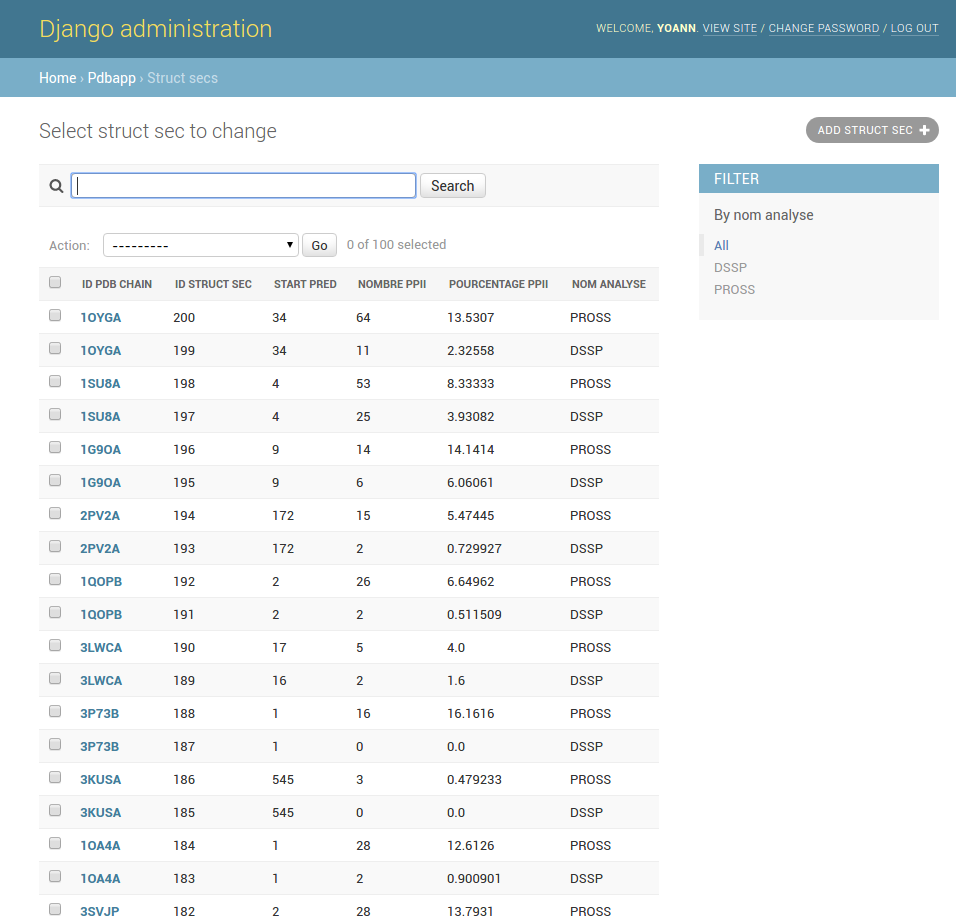 Django administration
WELCOME, YOANN. VIEW SITE / CHANGE PASSWORD / LOG OUT
Home › Pdbapp › Struct secs
Select struct sec to change
ADD STRUCT SEC +
Search
FILTER
By nom analyse
All
DSSP
PROSS
Action: --------- Go 0 of 100 selected
ID PDB CHAIN ID STRUCT SEC START PRED NOMBRE PPII POURCENTAGE PPII NOM ANALYSE
1OYGA 200 34 64 13.5307 PROSS
1OYGA 199 34 11 2.32558 DSSP
1SU8A 198 4 53 8.33333 PROSS
1SU8A 197 4 25 3.93082 DSSP
1G9OA 196 9 14 14.1414 PROSS
1G9OA 195 9 6 6.06061 DSSP
2PV2A 194 172 15 5.47445 PROSS
2PV2A 193 172 2 0.729927 DSSP
1QOPB 192 2 26 6.64962 PROSS
1QOPB 191 2 2 0.511509 DSSP
3LWCA 190 17 5 4.0 PROSS
3LWCA 189 16 2 1.6 DSSP
3P73B 188 1 16 16.1616 PROSS
3P73B 187 1 0 0.0 DSSP
3KUSA 186 545 3 0.479233 PROSS
3KUSA 185 545 0 0.0 DSSP
1OA4A 184 1 28 12.6126 PROSS
1OA4A 183 1 2 0.900901 DSSP
3SVJP 182 2 28 13.7931 PROSS